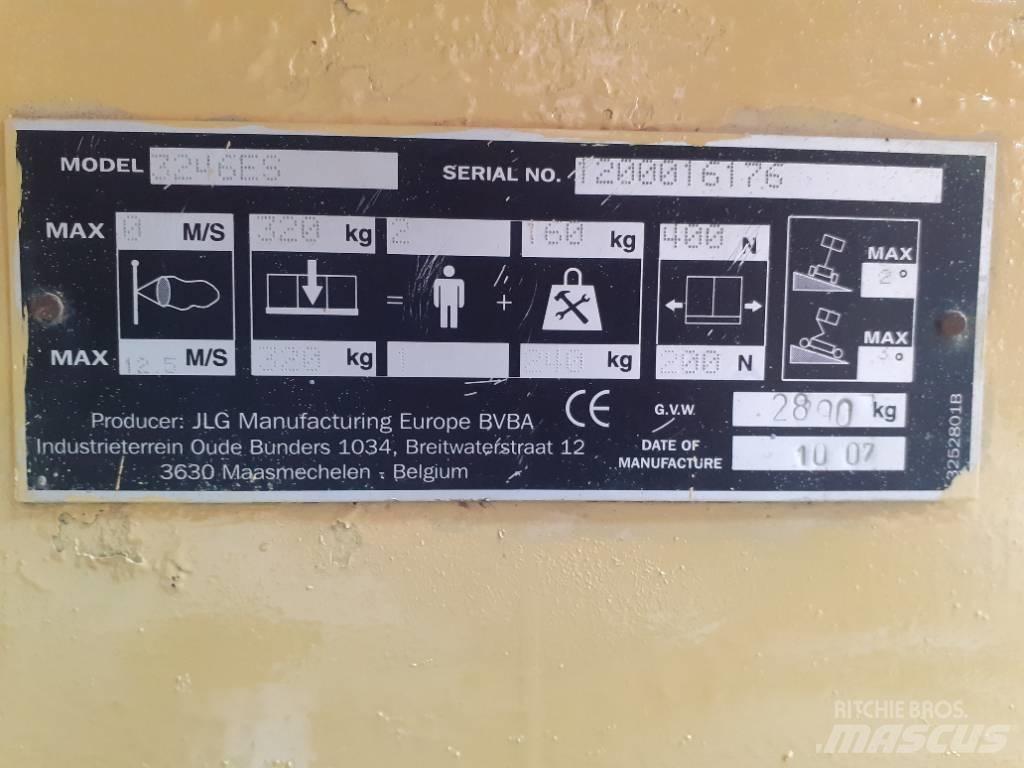 MODEL 3246ES SERIAL NO. 1200016176
MAX 0 M/S 320 kg 2 160 kg 400 N
MAX 2°
= +
MAX 3°
MAX 12.5 M/S 320 kg 1 240 kg 200 N
Producer: JLG Manufacturing Europe BVBA CE G.V.W. 2890 kg
Industrieterrein Oude Bunders 1034, Breitwaterstraat 12
3630 Maasmechelen - Belgium
DATE OF MANUFACTURE 10 07
3252801B
RITCHIE BROS.
MASCUS